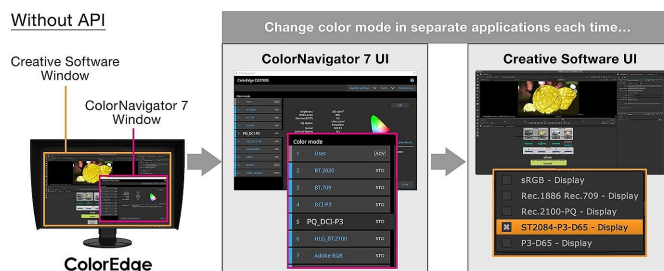 Without API
Change color mode in separate applications each time...
Creative Software
Window
ColorNavigator 7
Window
ColorEdge
ColorNavigator 7 UI
Color mode
1 User ADV
2 BT.2020 STD
3 BT.709 STD
4 DCI-P3 STD
5 PQ_DCI-P3 STD
6 HLG_BT.2100 STD
7 Adobe RGB STD
Creative Software UI
sRGB - Display
Rec.1886 Rec.709 - Display
Rec.2100-PQ - Display
ST2084-P3-D65 - Display
P3-D65 - Display